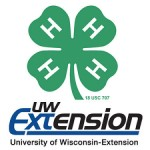 H H
H H
18 USC 707
UW
Extension
University of Wisconsin-Extension